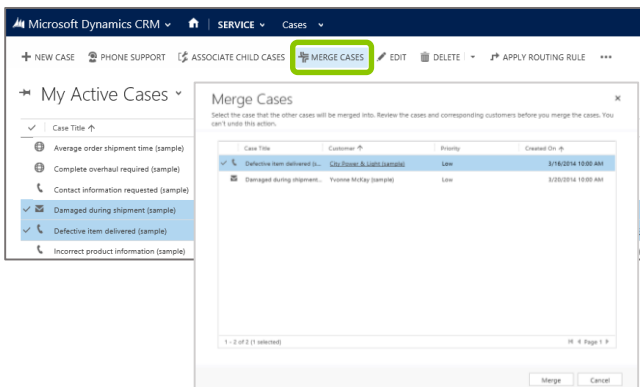 Microsoft Dynamics CRM SERVICE Cases
NEW CASE PHONE SUPPORT ASSOCIATE CHILD CASES MERGE CASES EDIT DELETE APPLY ROUTING RULE •••
My Active Cases
Case Title
Average order shipment time (sample)
Complete overhaul required (sample)
Contact information requested (sample)
Damaged during shipment (sample)
Defective item delivered (sample)
Incorrect product information (sample)
Merge Cases
Select the case that the other cases will be merged into. Review the cases and corresponding customers before you merge the cases. You
can't undo this action.
Case Title Customer Priority Created On
Defective item delivered (s... City Power & Light (sample) Low 3/16/2014 10:00 AM
Damaged during shipment... Yvonne McKay (sample) Low 3/20/2014 10:00 AM
1 - 2 of 2 (1 selected) Page 1
Merge Cancel